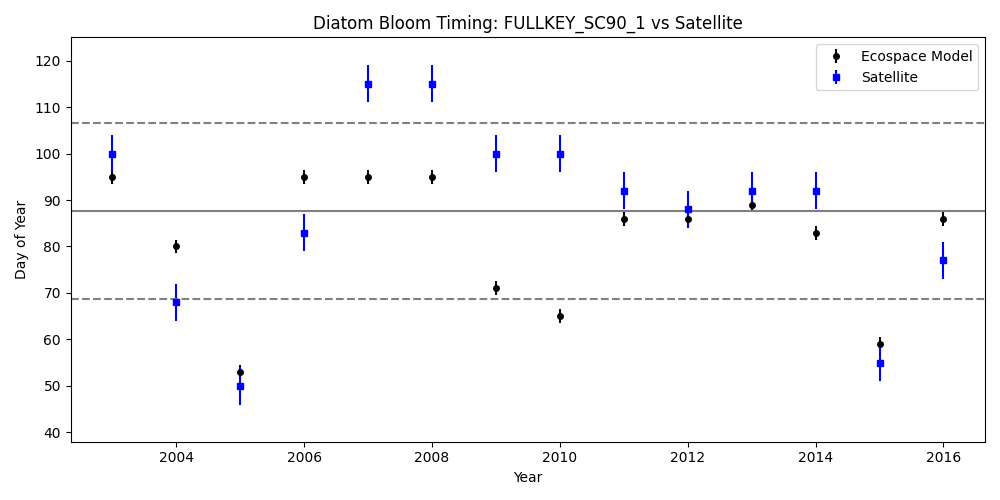 Diatom Bloom Timing: FULLKEY_SC90_1 vs Satellite
Ecospace Model
Satellite
Day of Year
120
110
100
90
80
70
60
50
40
2004 2006 2008 2010 2012 2014 2016
Year